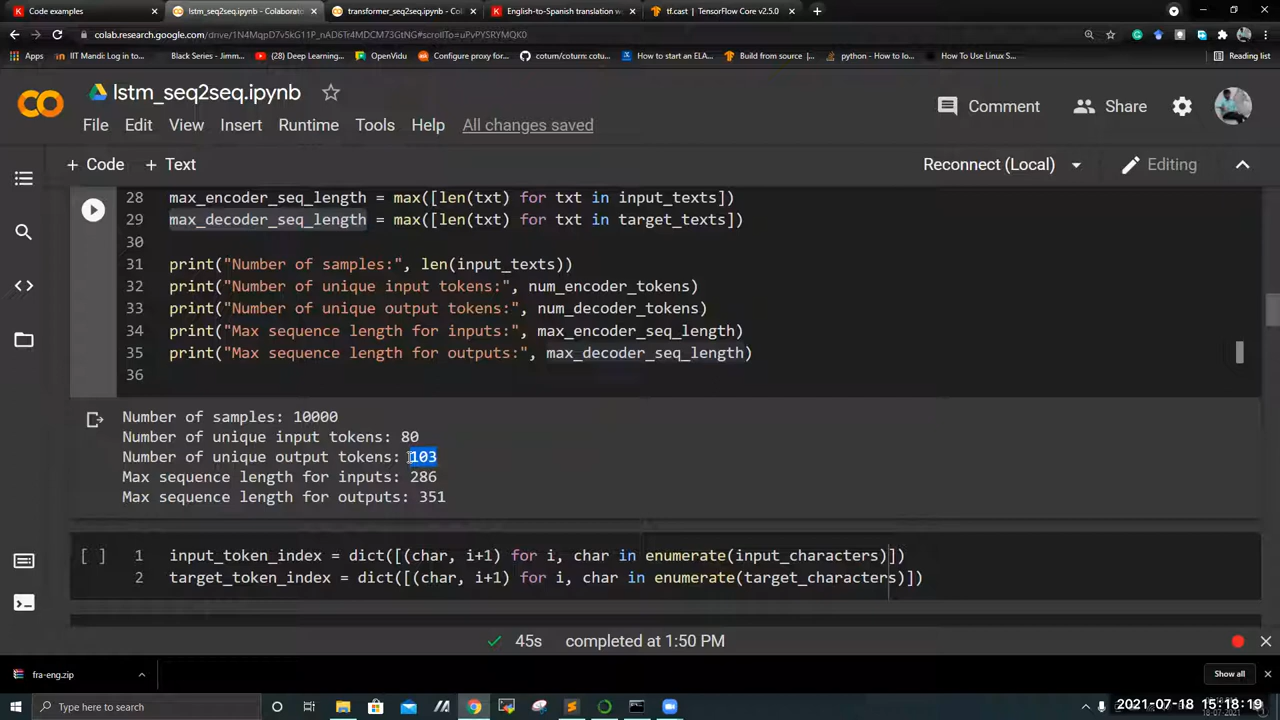 Code examples
lstm_seq2seq.ipynb - Colaborato
transformer_seq2seq.ipynb - Col
English-to-Spanish translation w
tf.cast | TensorFlow Core v2.5.0
colab.research.google.com/drive/1N4MqpD7v5kG11P_nAD6Tr4MDCM73GtNG#scrollTo=uPvPYSRYMQK0
Apps
IIT Mandi: Log in to...
Black Series - Jimm...
(28) Deep Learning...
OpenVidu
Configure proxy for...
coturn/coturn: cotu...
How to start an ELA...
Build from source |...
python - How to exi...
How To Use Linux S...
Reading list
lstm_seq2seq.ipynb
Comment
Share
File Edit View Insert Runtime Tools Help All changes saved
+ Code + Text
Reconnect (Local)
Editing
28 max_encoder_seq_length = max([len(txt) for txt in input_texts])
29 max_decoder_seq_length = max([len(txt) for txt in target_texts])
30
31 print("Number of samples:", len(input_texts))
32 print("Number of unique input tokens:", num_encoder_tokens)
33 print("Number of unique output tokens:", num_decoder_tokens)
34 print("Max sequence length for inputs:", max_encoder_seq_length)
35 print("Max sequence length for outputs:", max_decoder_seq_length)
36
Number of samples: 10000
Number of unique input tokens: 80
Number of unique output tokens: 103
Max sequence length for inputs: 286
Max sequence length for outputs: 351
[ ] 1 input_token_index = dict([(char, i+1) for i, char in enumerate(input_characters)])
2 target_token_index = dict([(char, i+1) for i, char in enumerate(target_characters)])
45s completed at 1:50 PM
fra-eng.zip
Show all
Type here to search
2021-07-18 15:18:19